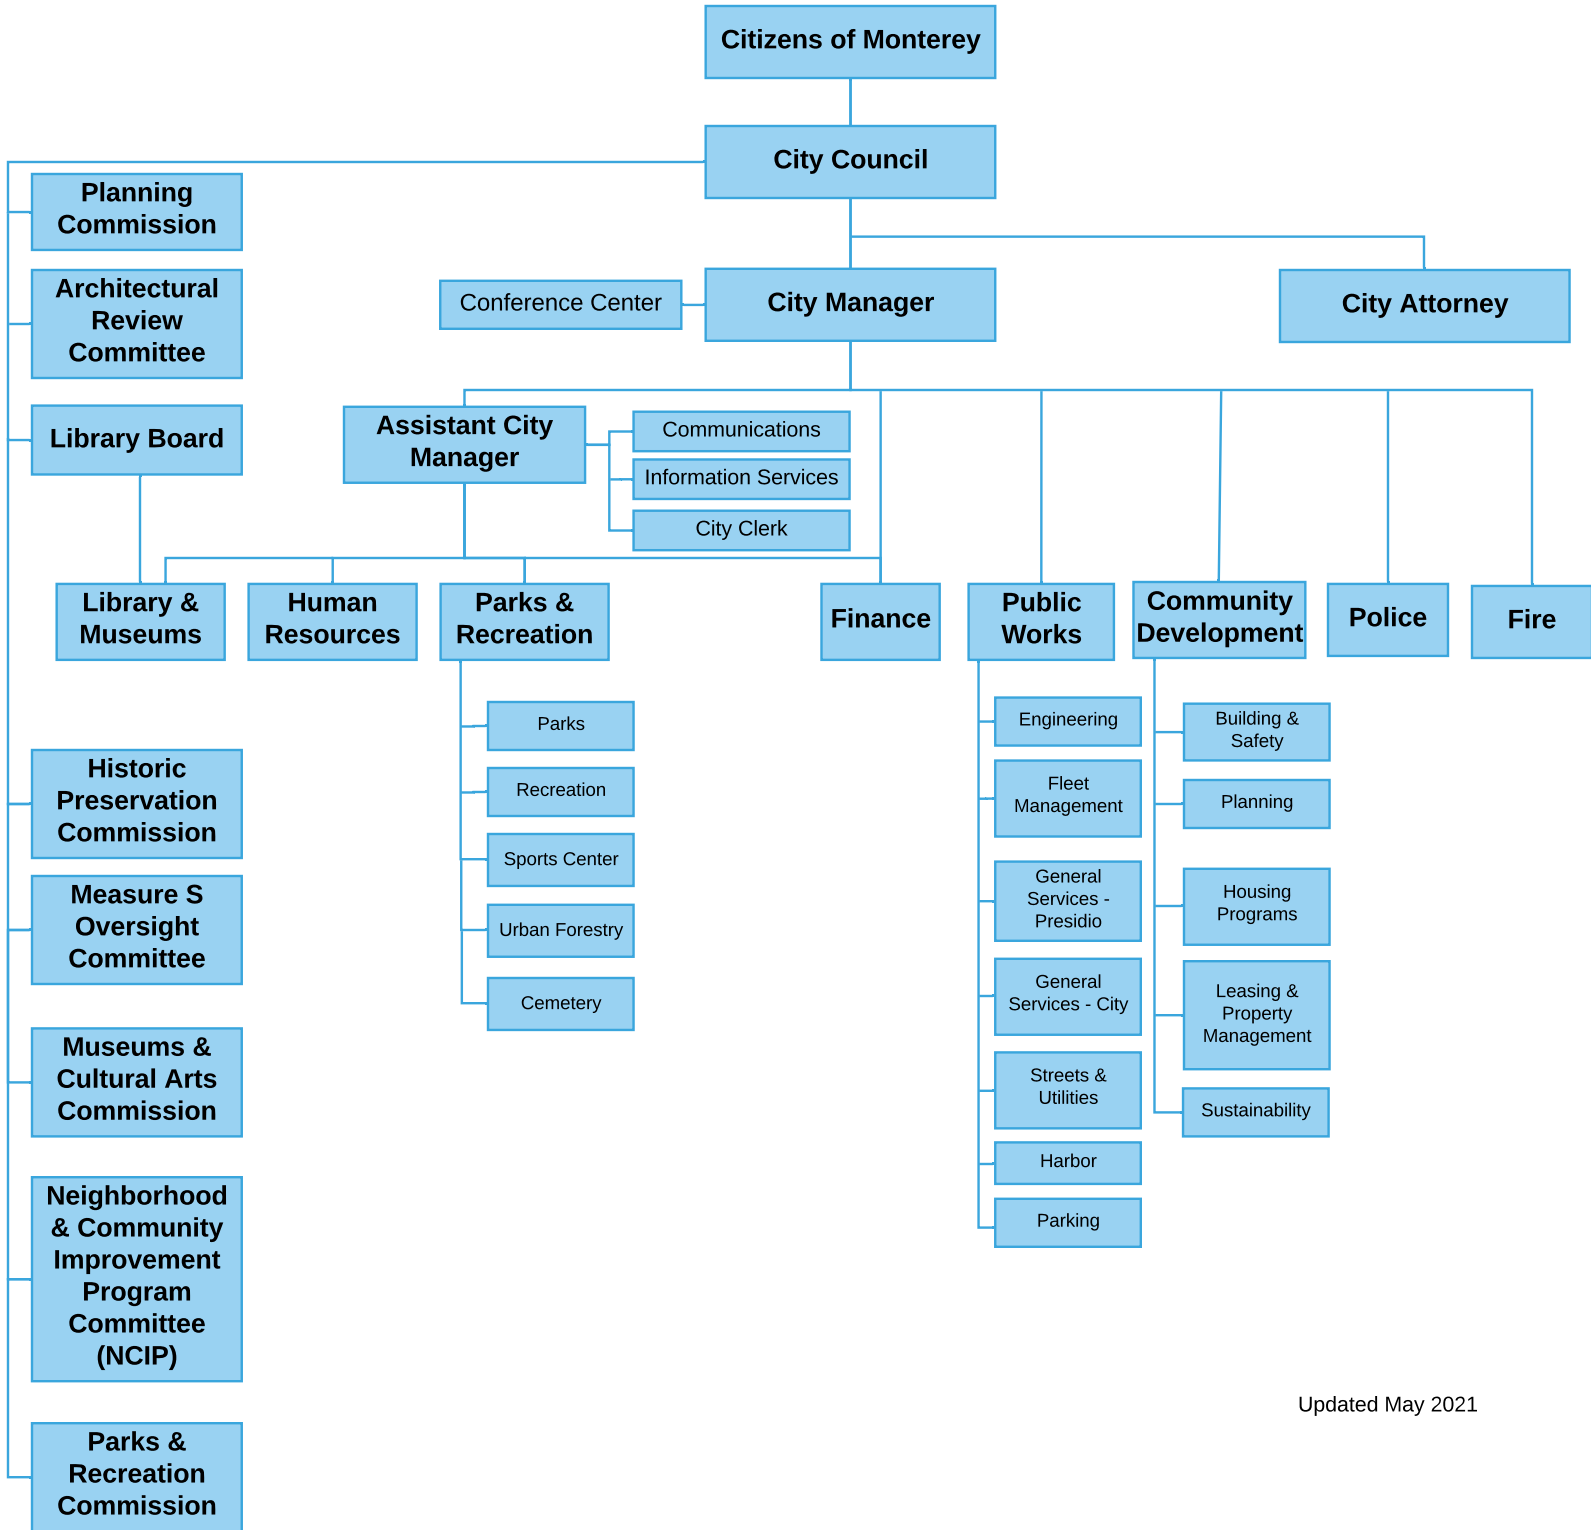 Citizens of Monterey
City Council
Planning
Commission
Architectural
Review
Committee
Conference Center
City Manager
City Attorney
Library Board
Assistant City
Manager
Communications
Information Services
City Clerk
Library &
Museums
Human
Resources
Parks &
Recreation
Finance
Public
Works
Community
Development
Police
Fire
Parks
Recreation
Sports Center
Urban Forestry
Cemetery
Engineering
Fleet
Management
General
Services -
Presidio
General
Services - City
Streets &
Utilities
Harbor
Parking
Building &
Safety
Planning
Housing
Programs
Leasing &
Property
Management
Sustainability
Historic
Preservation
Commission
Measure S
Oversight
Committee
Museums &
Cultural Arts
Commission
Neighborhood
& Community
Improvement
Program
Committee
(NCIP)
Parks &
Recreation
Commission
Updated May 2021